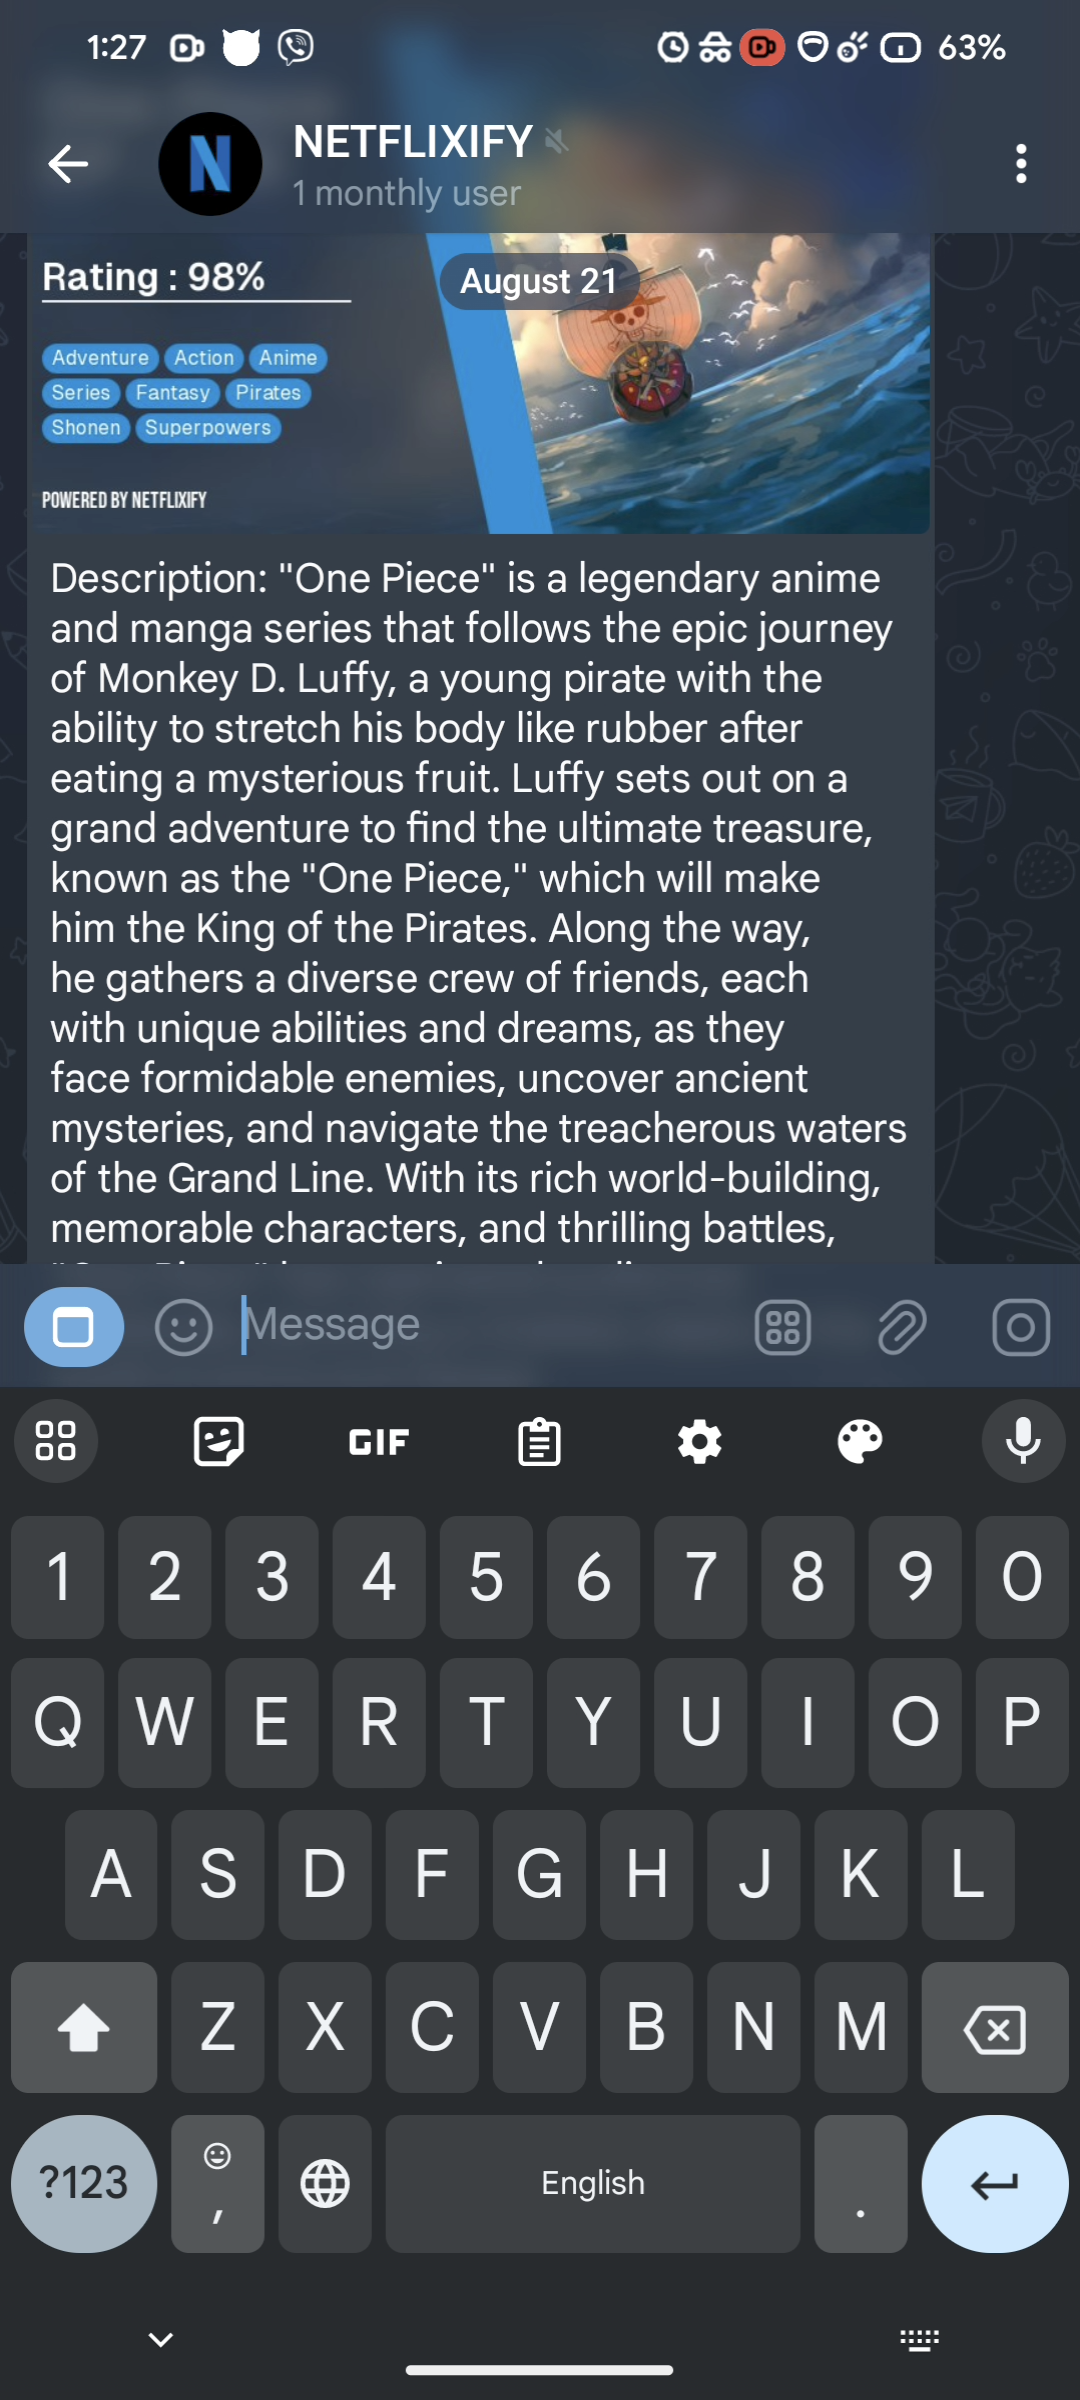 1:27
63%
NETFLIXIFY
1 monthly user
August 21
Rating : 98%
Adventure Action Anime
Series Fantasy Pirates
Shonen Superpowers
POWERED BY NETFLIXIFY
Description: "One Piece" is a legendary anime
and manga series that follows the epic journey
of Monkey D. Luffy, a young pirate with the
ability to stretch his body like rubber after
eating a mysterious fruit. Luffy sets out on a
grand adventure to find the ultimate treasure,
known as the "One Piece," which will make
him the King of the Pirates. Along the way,
he gathers a diverse crew of friends, each
with unique abilities and dreams, as they
face formidable enemies, uncover ancient
mysteries, and navigate the treacherous waters
of the Grand Line. With its rich world-building,
memorable characters, and thrilling battles,
Message
GIF
1 2 3 4 5 6 7 8 9 0
Q W E R T Y U I O P
A S D F G H J K L
Z X C V B N M
?123 , English .